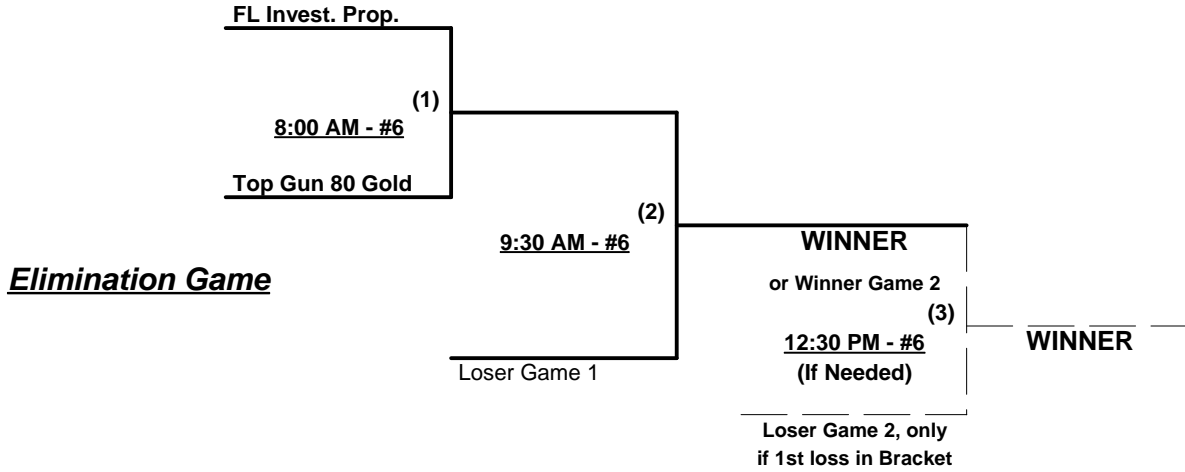 FL Invest. Prop.
(1)
8:00 AM - #6
Top Gun 80 Gold
(2)
9:30 AM - #6
WINNER
Elimination Game
or Winner Game 2
(3)
12:30 PM - #6
WINNER
(If Needed)
Loser Game 1
Loser Game 2, only
if 1st loss in Bracket